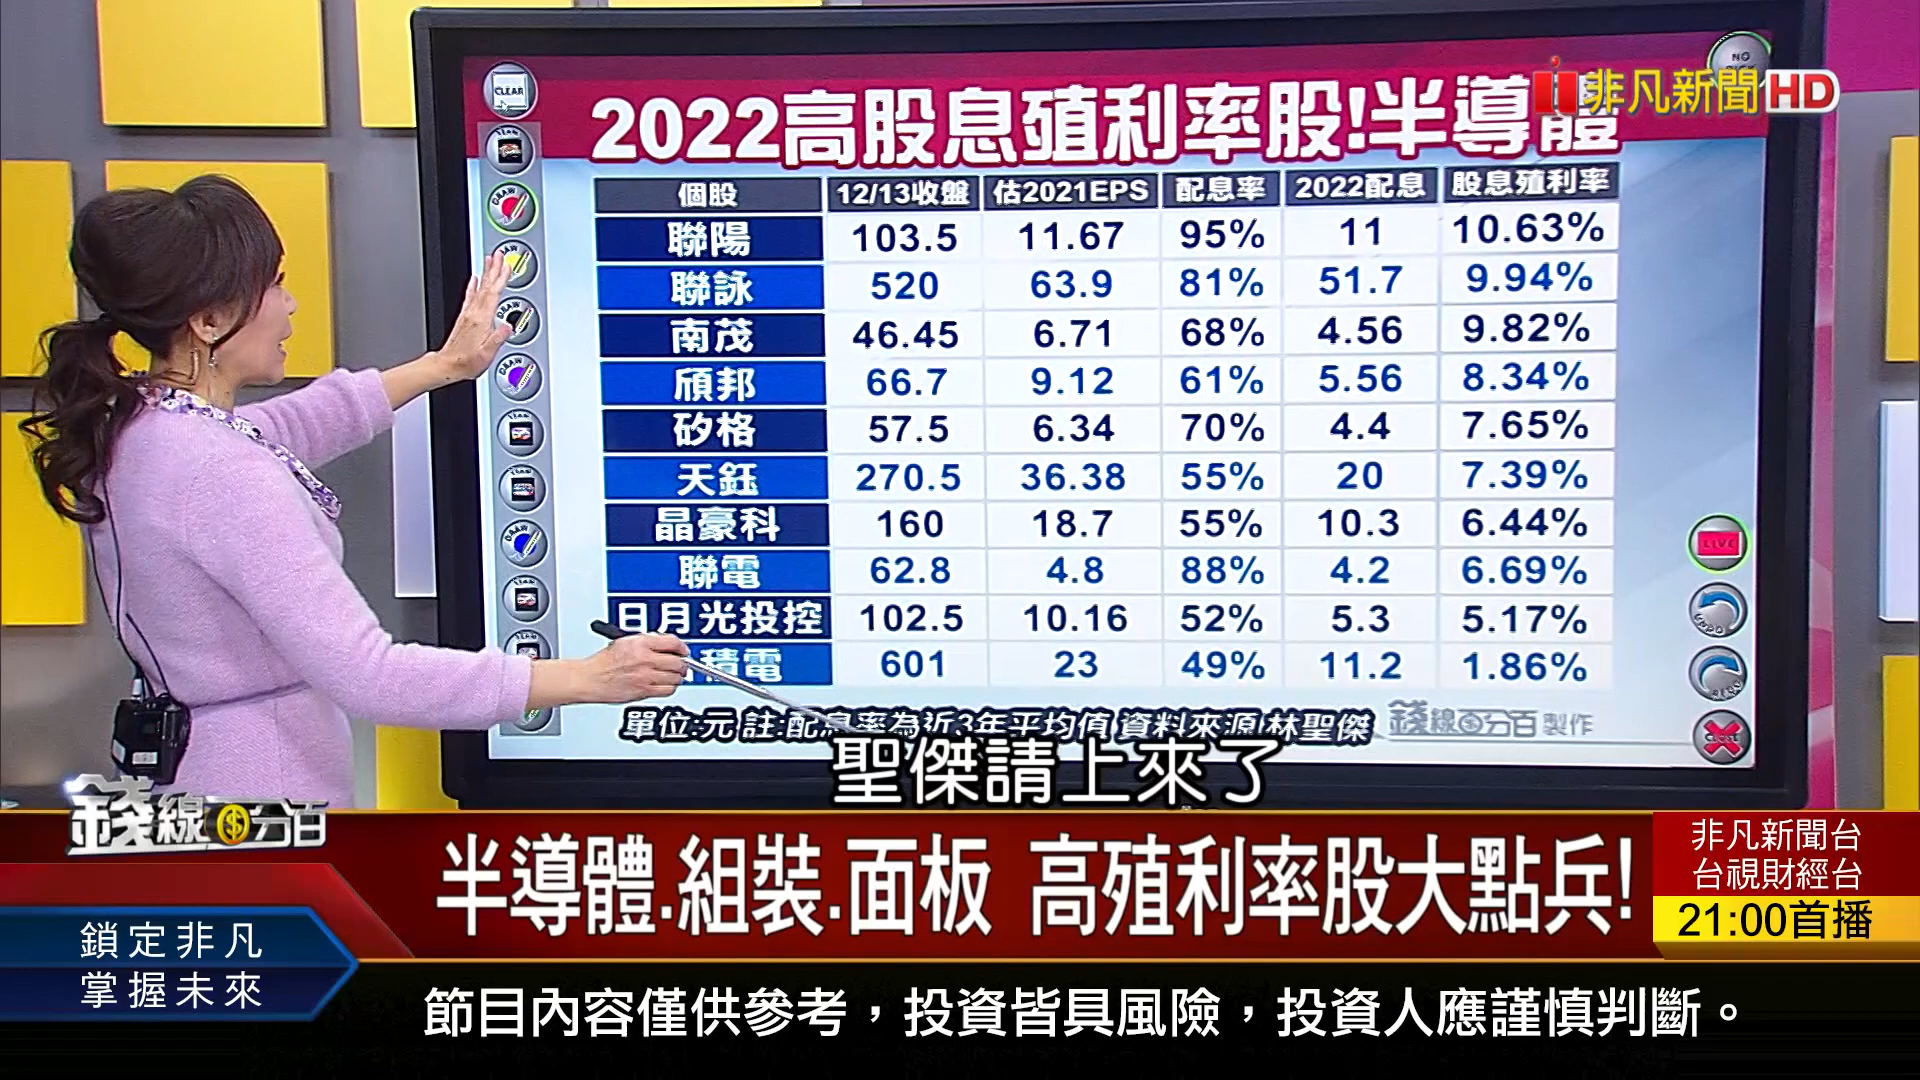 CLEAR
NO
非凡新聞HD
2022高股息殖利率股!半導體
個股 12/13收盤 估2021EPS 配息率 2022配息 股息殖利率
聯陽 103.5 11.67 95% 11 10.63%
聯詠 520 63.9 81% 51.7 9.94%
南茂 46.45 6.71 68% 4.56 9.82%
頎邦 66.7 9.12 61% 5.56 8.34%
矽格 57.5 6.34 70% 4.4 7.65%
天鈺 270.5 36.38 55% 20 7.39%
晶豪科 160 18.7 55% 10.3 6.44%
聯電 62.8 4.8 88% 4.2 6.69%
日月光投控 102.5 10.16 52% 5.3 5.17%
積電 601 23 49% 11.2 1.86%
單位:元 註:配息率為近3年平均值 資料來源 林聖傑
錢線百分百 製作
LIVE
UNDO
聖傑請上來了
錢線百分百
半導體.組裝.面板 高殖利率股大點兵!
非凡新聞台
台視財經台
21:00首播
鎖定非凡
掌握未來
節目內容僅供參考，投資皆具風險，投資人應謹慎判斷。